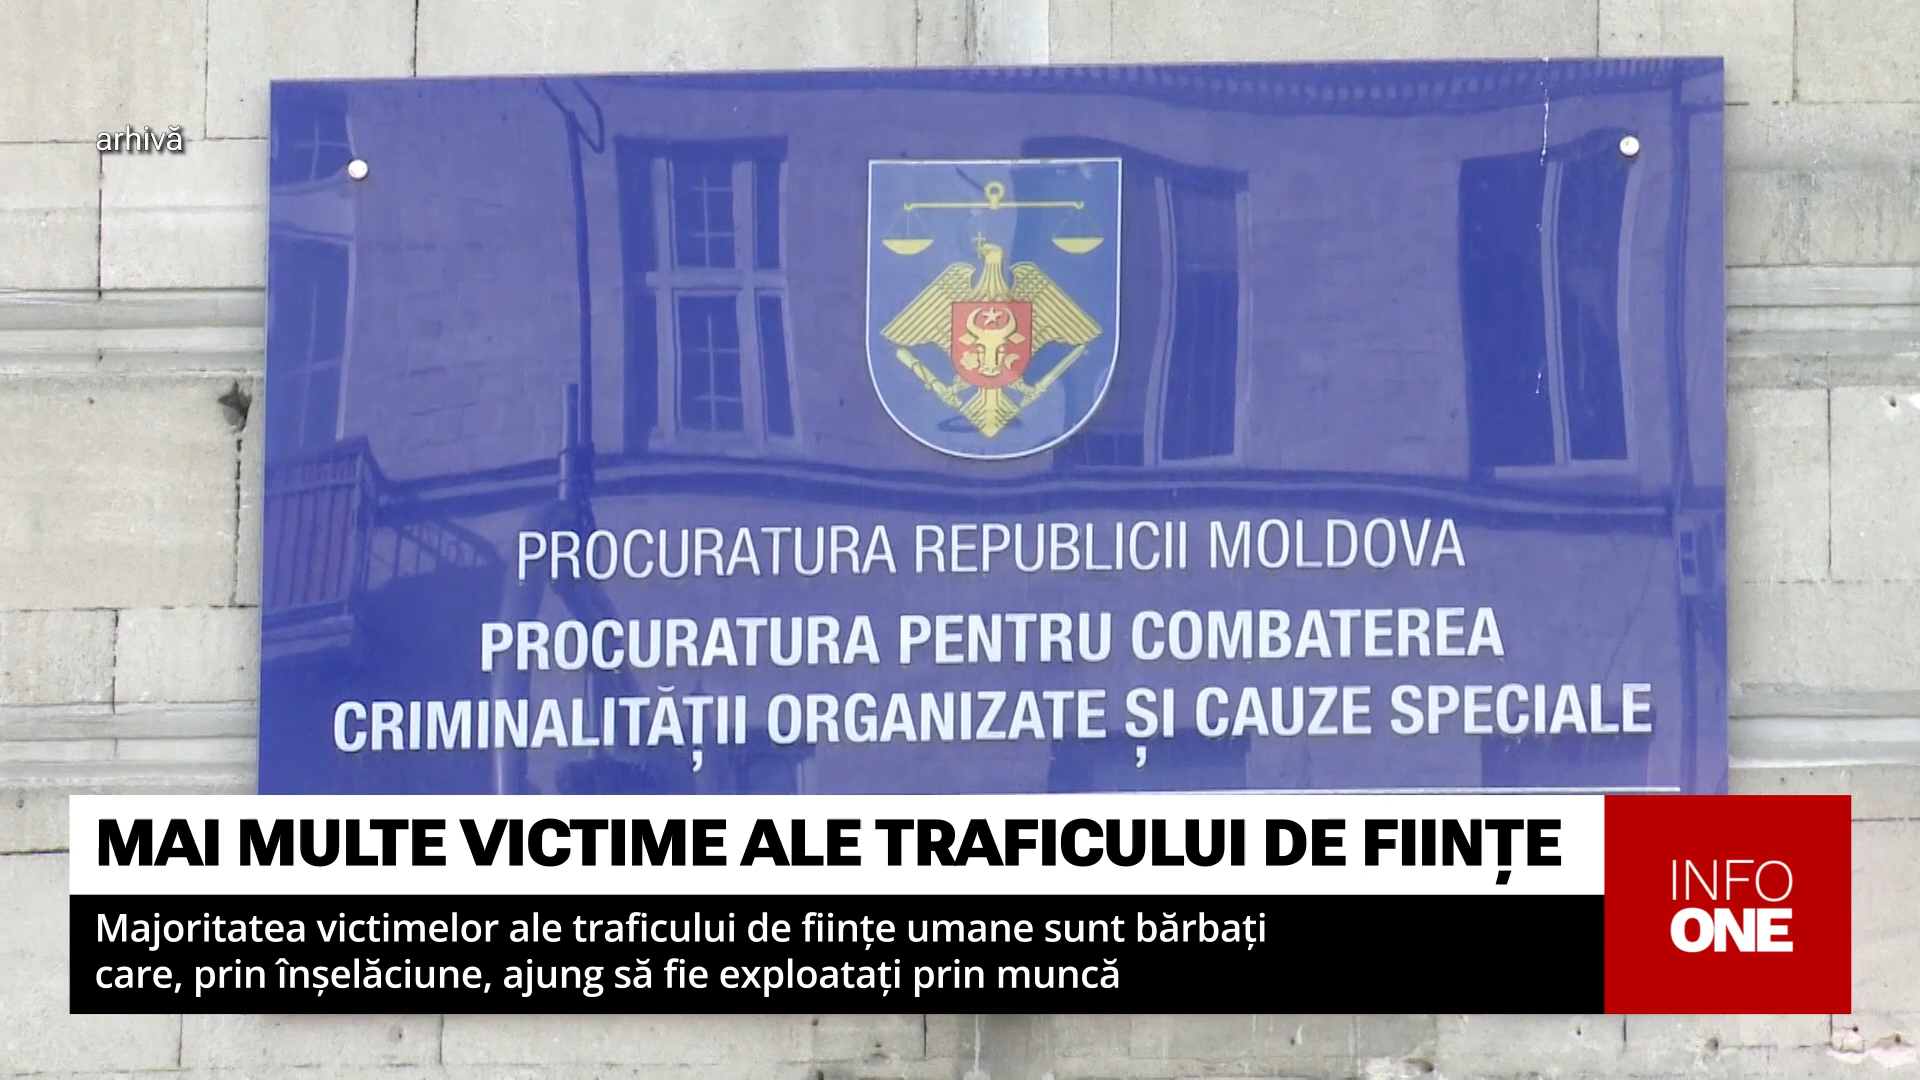 arhivă
PROCURATURA REPUBLICII MOLDOVA
PROCURATURA PENTRU COMBATEREA
CRIMINALITĂȚII ORGANIZATE ȘI CAUZE SPECIALE
MAI MULTE VICTIME ALE TRAFICULUI DE FIINȚE
Majoritatea victimelor ale traficului de ființe umane sunt bărbați
care, prin înșelăciune, ajung să fie exploatați prin muncă
INFO
ONE